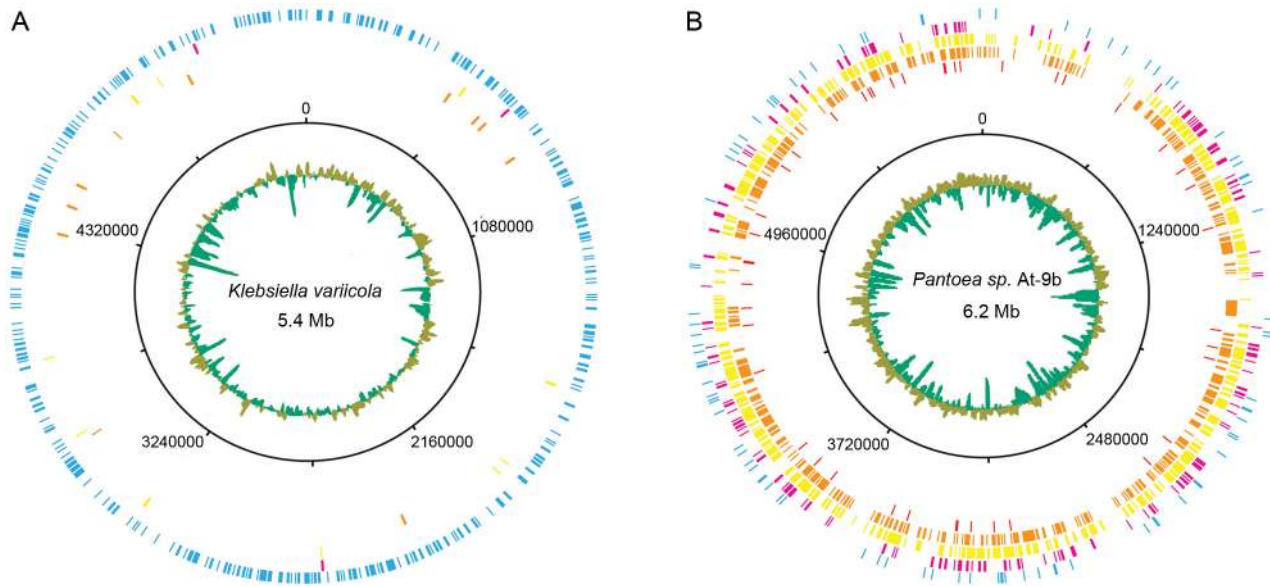 A
0
1080000
2160000
3240000
4320000
Klebsiella variicola
5.4 Mb
B
0
1240000
2480000
3720000
4960000
Pantoea sp. At-9b
6.2 Mb